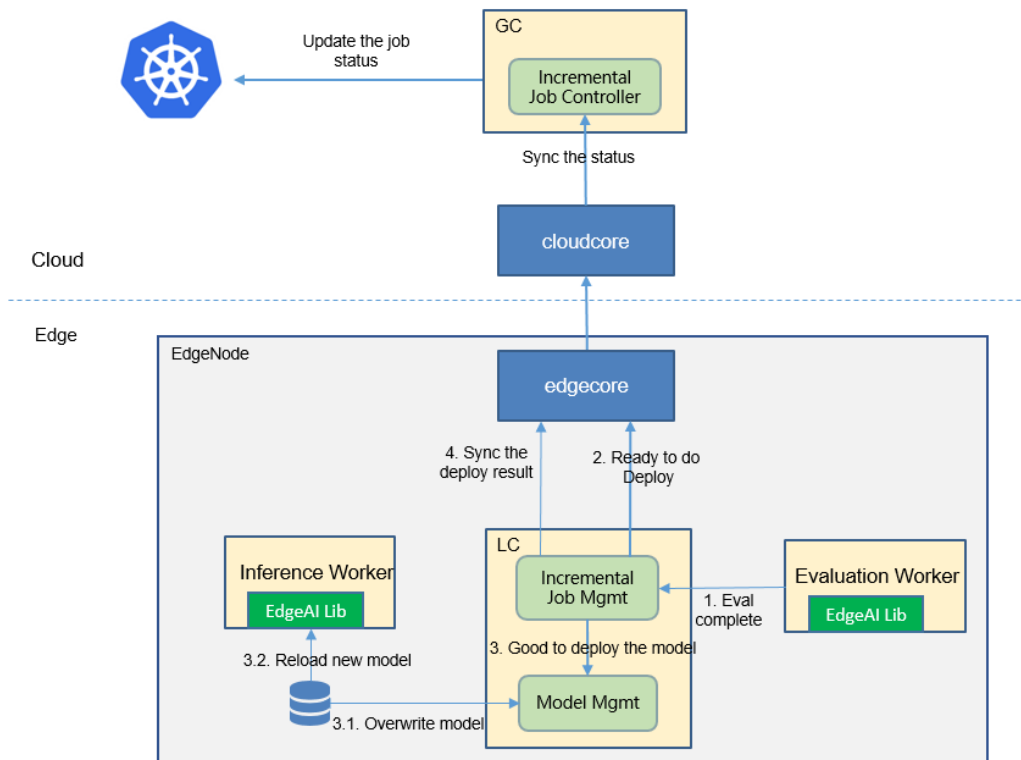 GC
Update the job
status
Incremental
Job Controller
Sync the status
cloudcore
Cloud
Edge
EdgeNode
edgecore
4. Sync the
deploy result
2. Ready to do
Deploy
LC
Inference Worker
EdgeAI Lib
Incremental
Job Mgmt
1. Eval
complete
Evaluation Worker
EdgeAI Lib
3. Good to deploy the model
3.2. Reload new model
Model Mgmt
3.1. Overwrite model